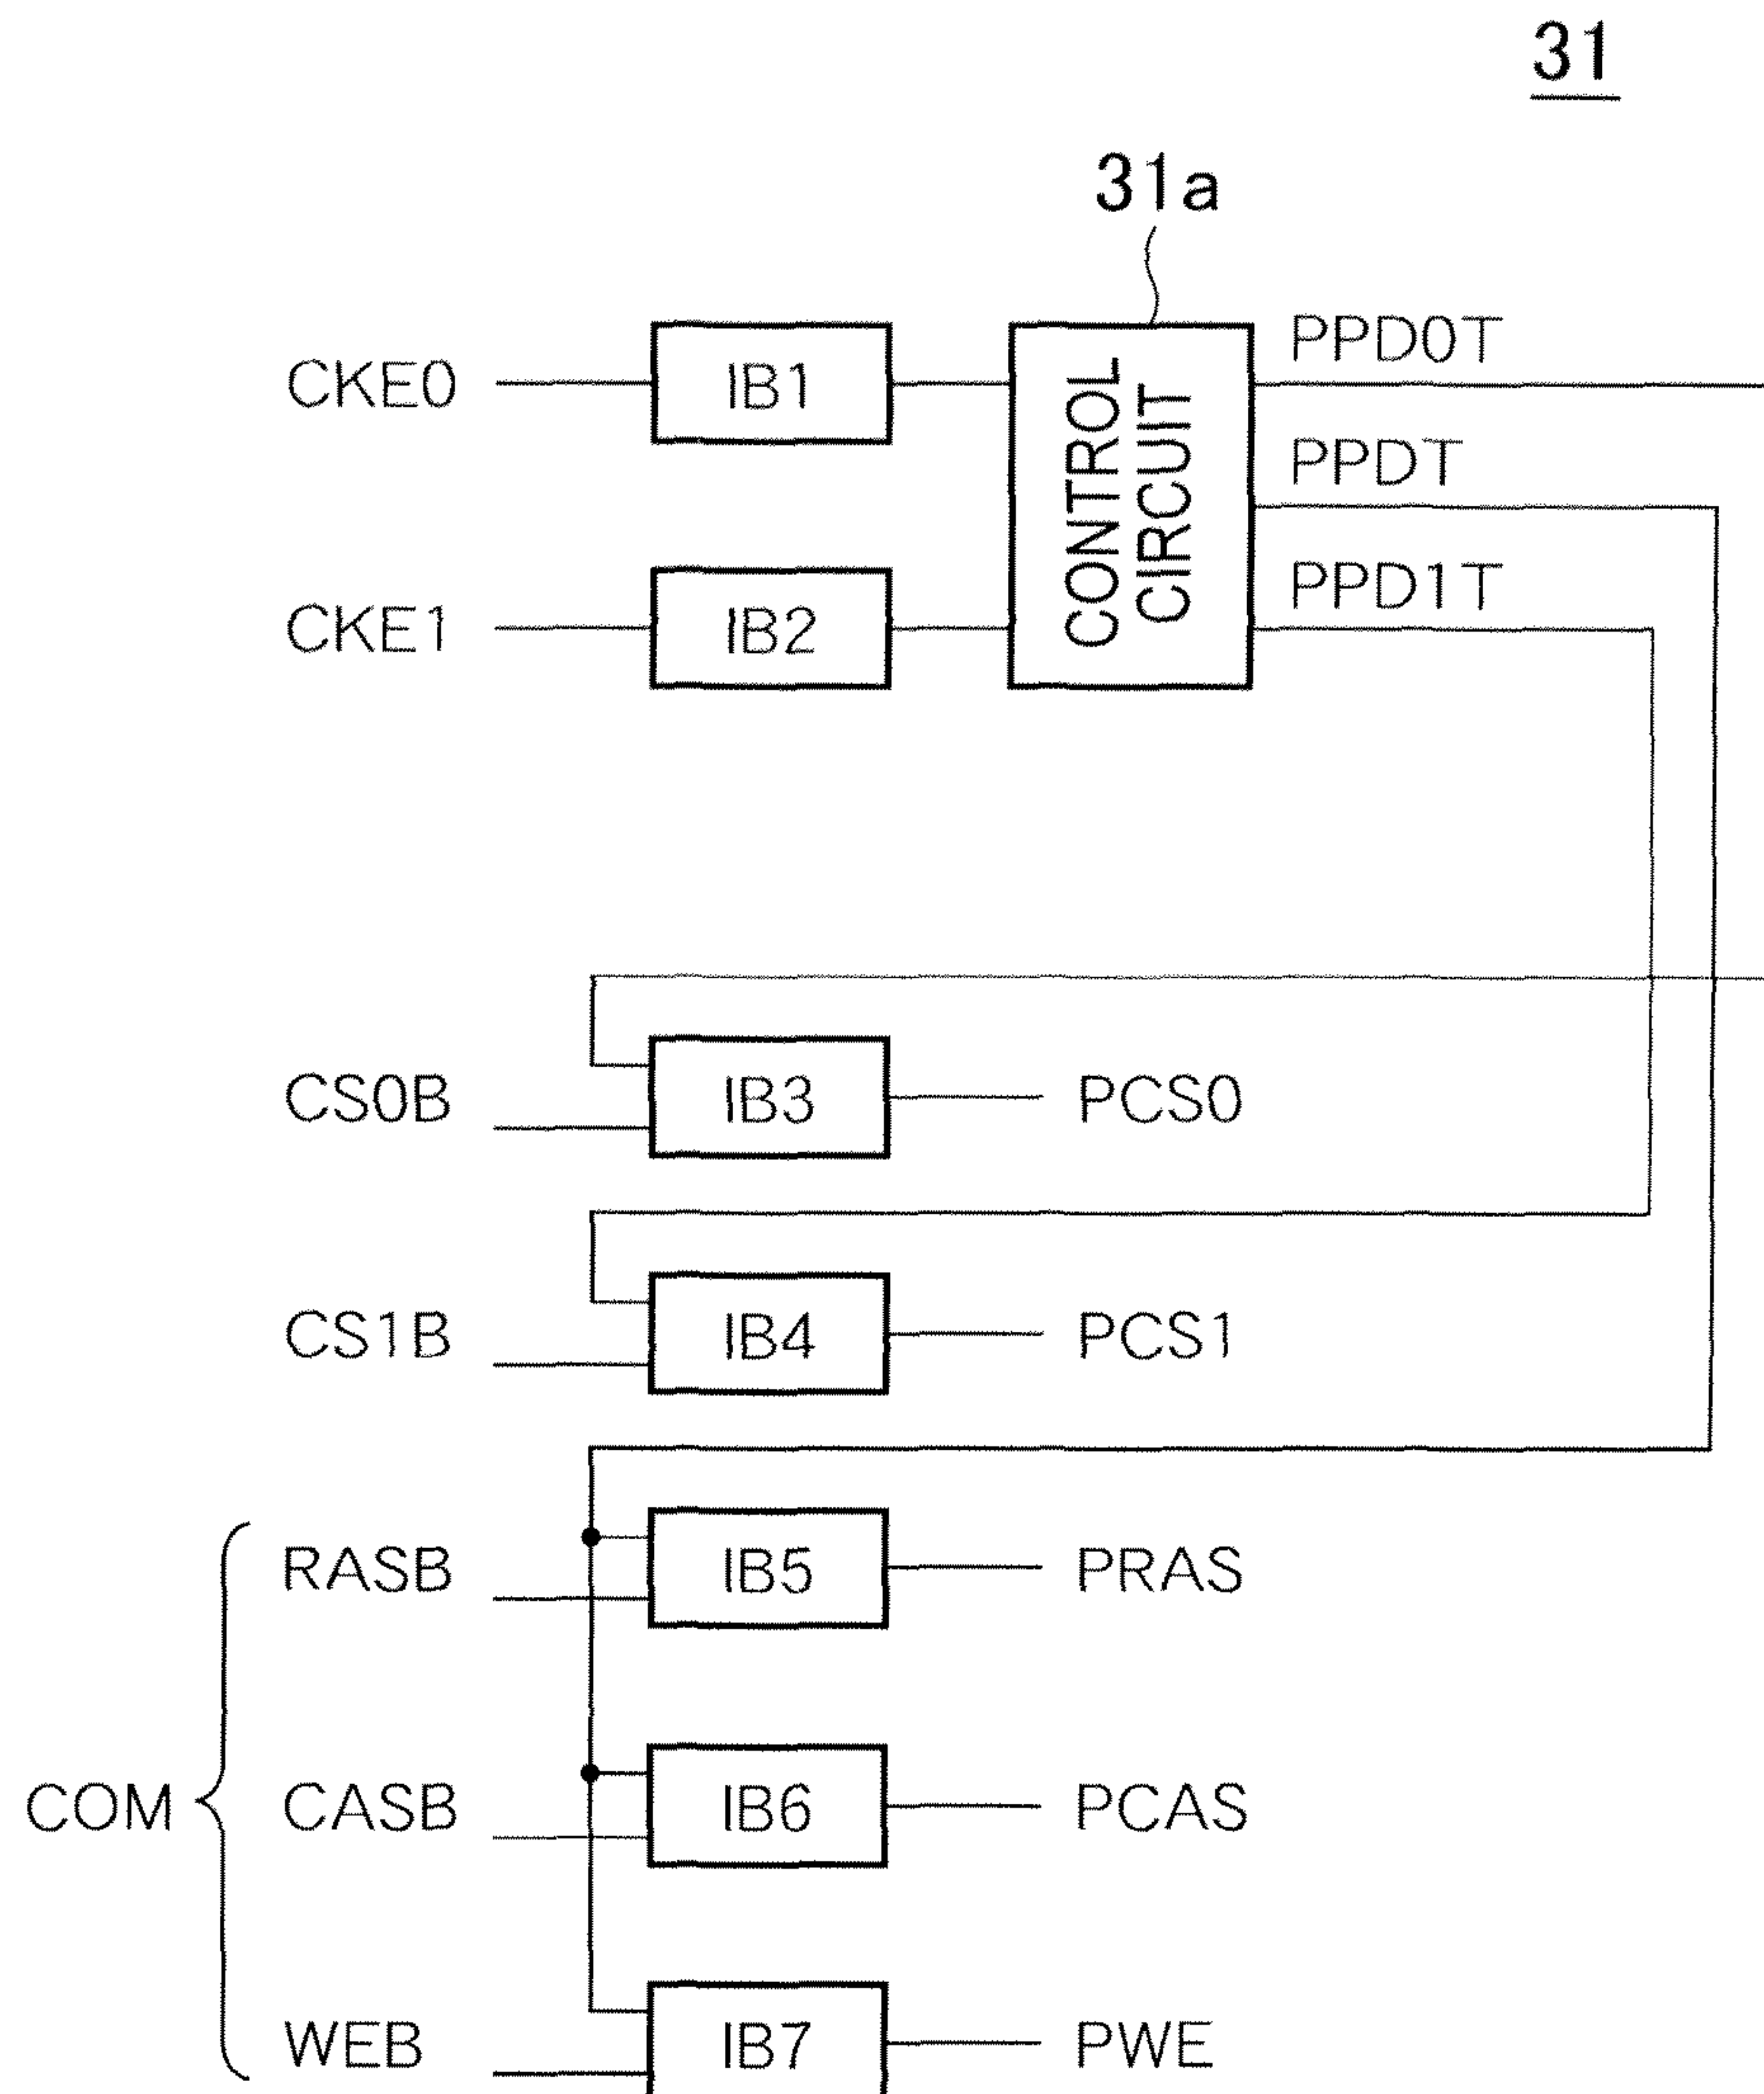 31
31a
CKE0
IB1
CONTROL
CIRCUIT
PPD0T
PPDT
CKE1
IB2
PPD1T
CS0B
IB3
PCS0
CS1B
IB4
PCS1
COM
RASB
IB5
PRAS
CASB
IB6
PCAS
WEB
IB7
PWE